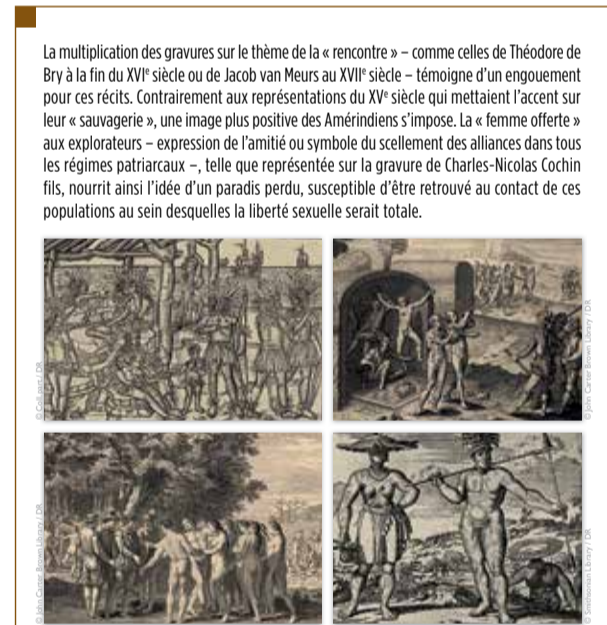 La multiplication des gravures sur le thème de la « rencontre » – comme celles de Théodore de
Bry à la fin du XVIe siècle ou de Jacob van Meurs au XVIIe siècle – témoigne d'un engouement
pour ces récits. Contrairement aux représentations du XVe siècle qui mettaient l'accent sur
leur « sauvagerie », une image plus positive des Amérindiens s'impose. La « femme offerte »
aux explorateurs – expression de l'amitié ou symbole du scellement des alliances dans tous
les régimes patriarcaux –, telle que représentée sur la gravure de Charles-Nicolas Cochin
fils, nourrit ainsi l'idée d'un paradis perdu, susceptible d'être retrouvé au contact de ces
populations au sein desquelles la liberté sexuelle serait totale.
© Coll. part / DR
© John Carter Brown Library / DR
© John Carter Brown Library / DR
© Smithsonian Library / DR